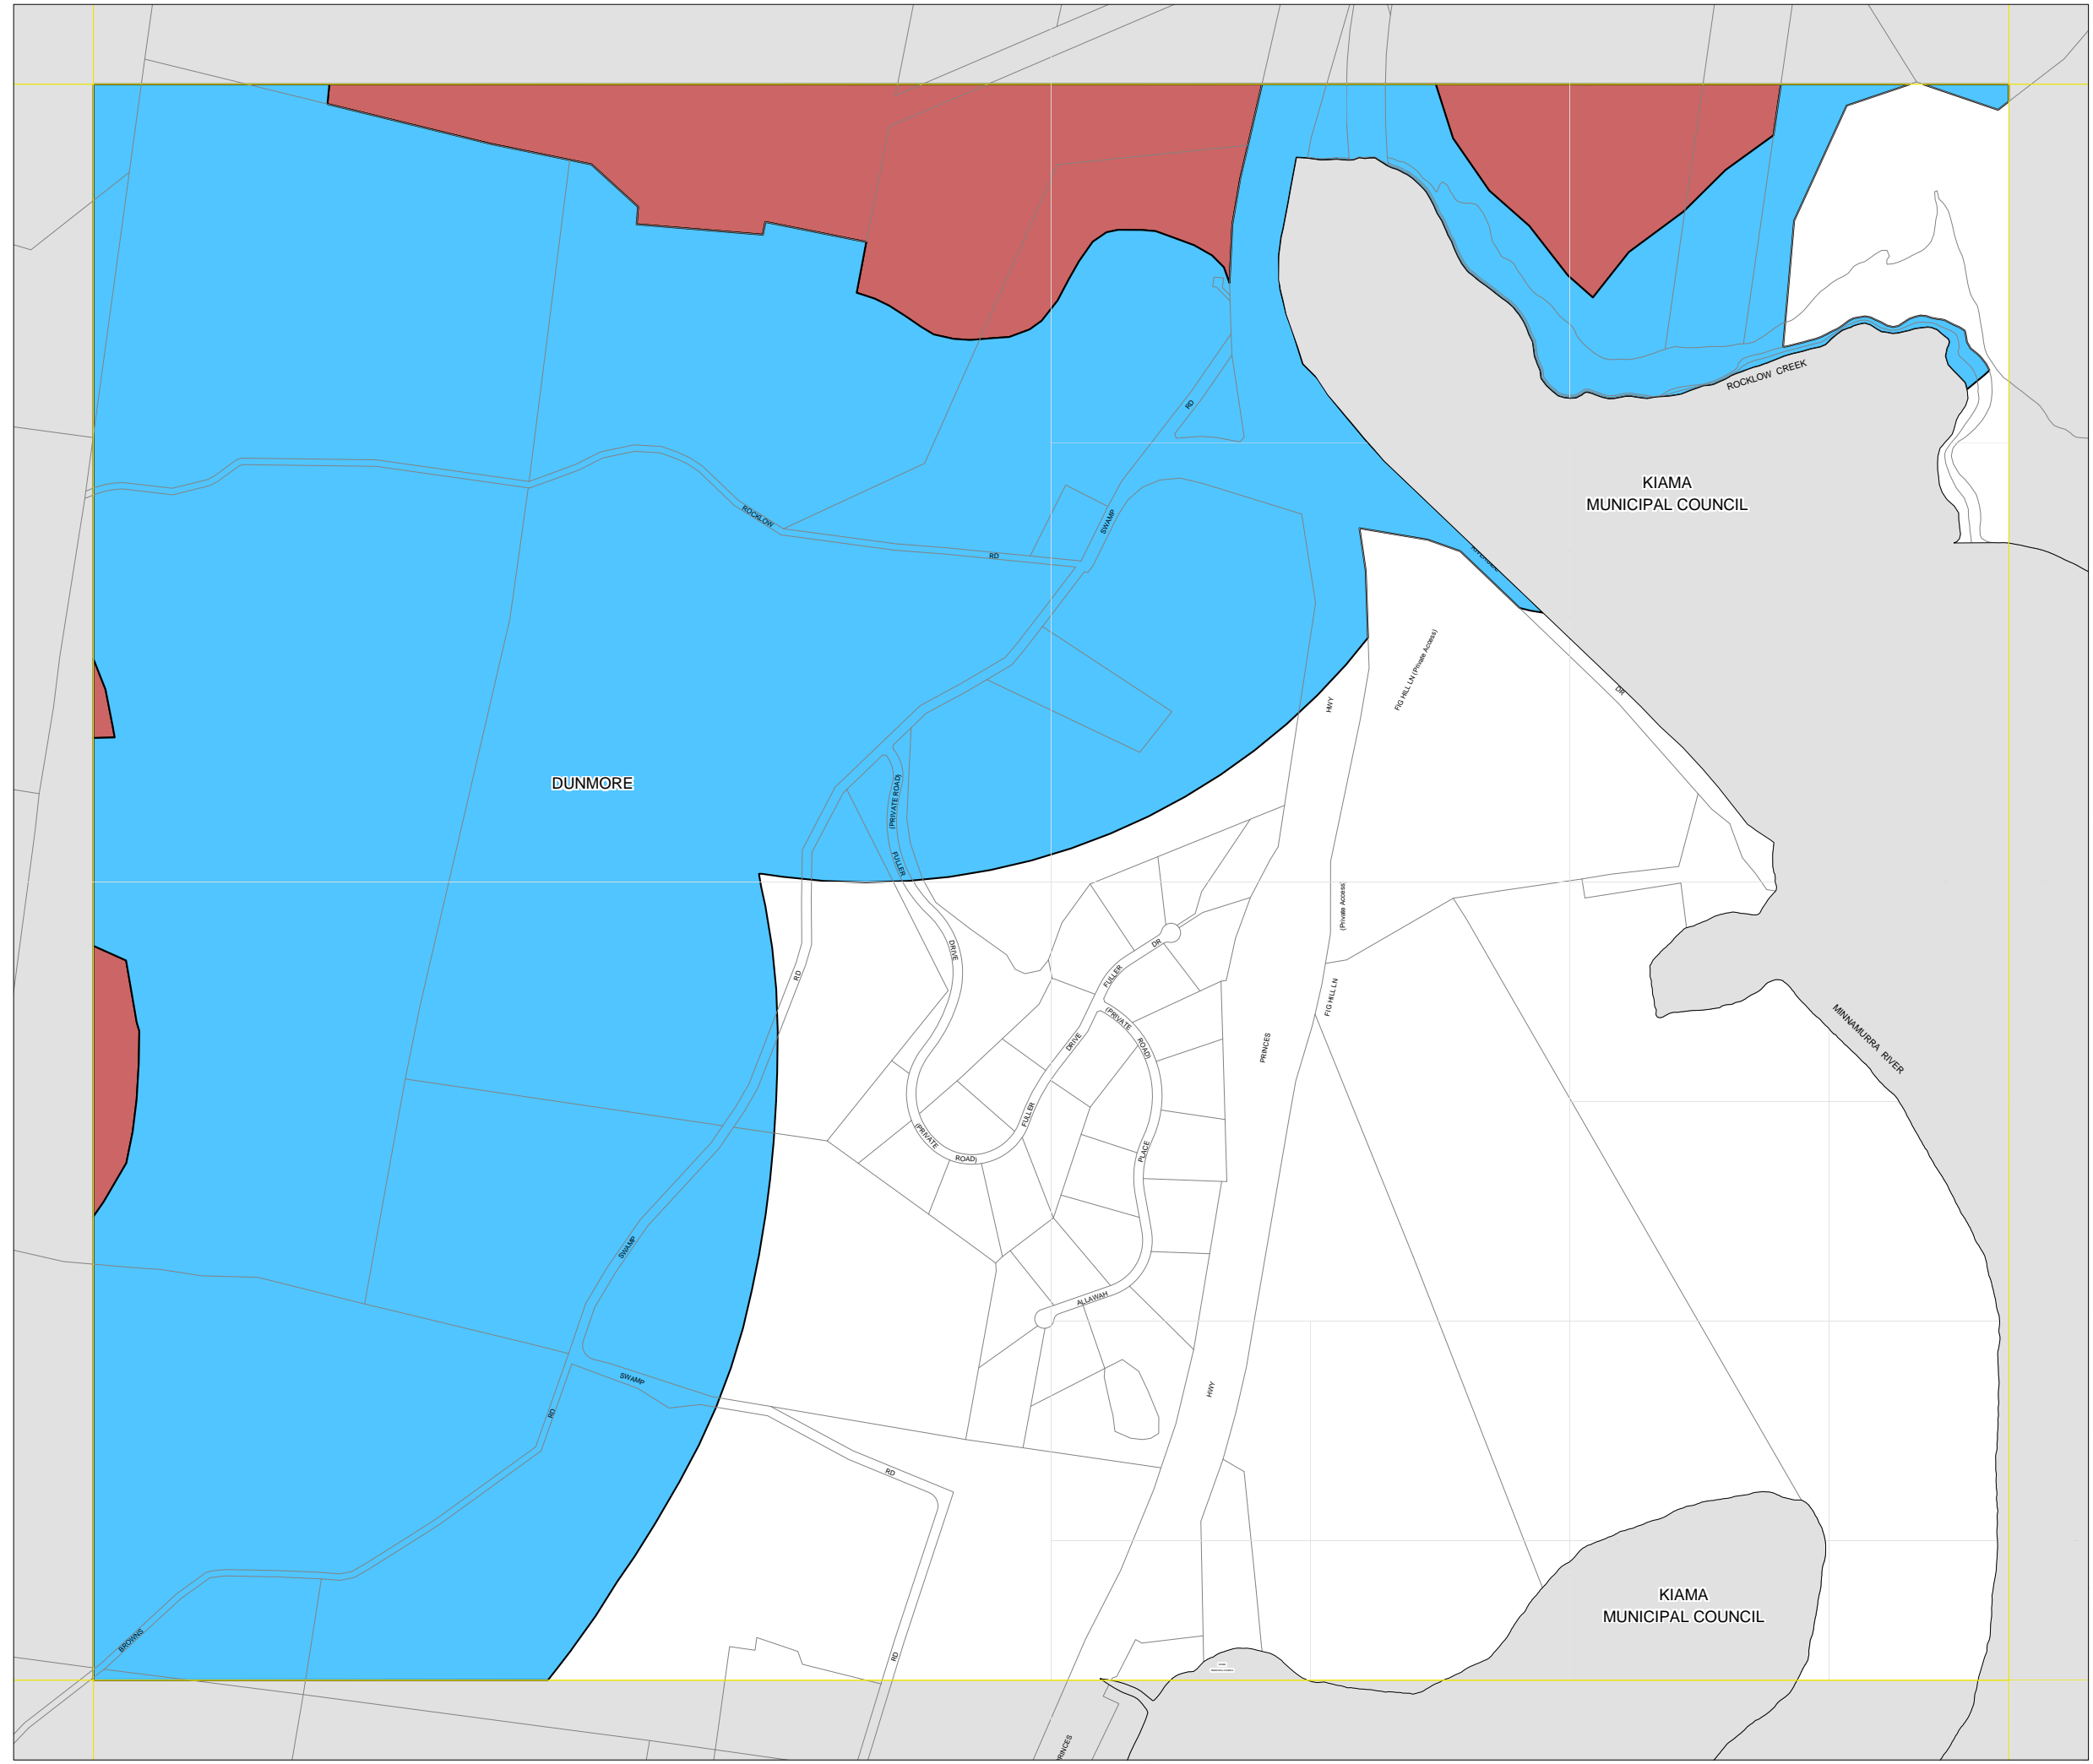 ROCKLOW CREEK
KIAMA
MUNICIPAL COUNCIL
RD
SWAMP
ROCKLOW
RD
DR
FIG HILL LN (Private Access)
HWY
DUNMORE
(PRIVATE ROAD)
FULLER
DRIVE
RD
(Private Access)
FIG HILL LN
DR
FULLER
(PRIVATE
ROAD)
DRIVE
FULLER
PRINCES
MINNAMURRA RIVER
(PRIVATE
ROAD)
PLACE
SWAMP
ALLAWAH
SWAMP
HWY
RD
RD
KIAMA
MUNICIPAL COUNCIL
BROWNS
RD